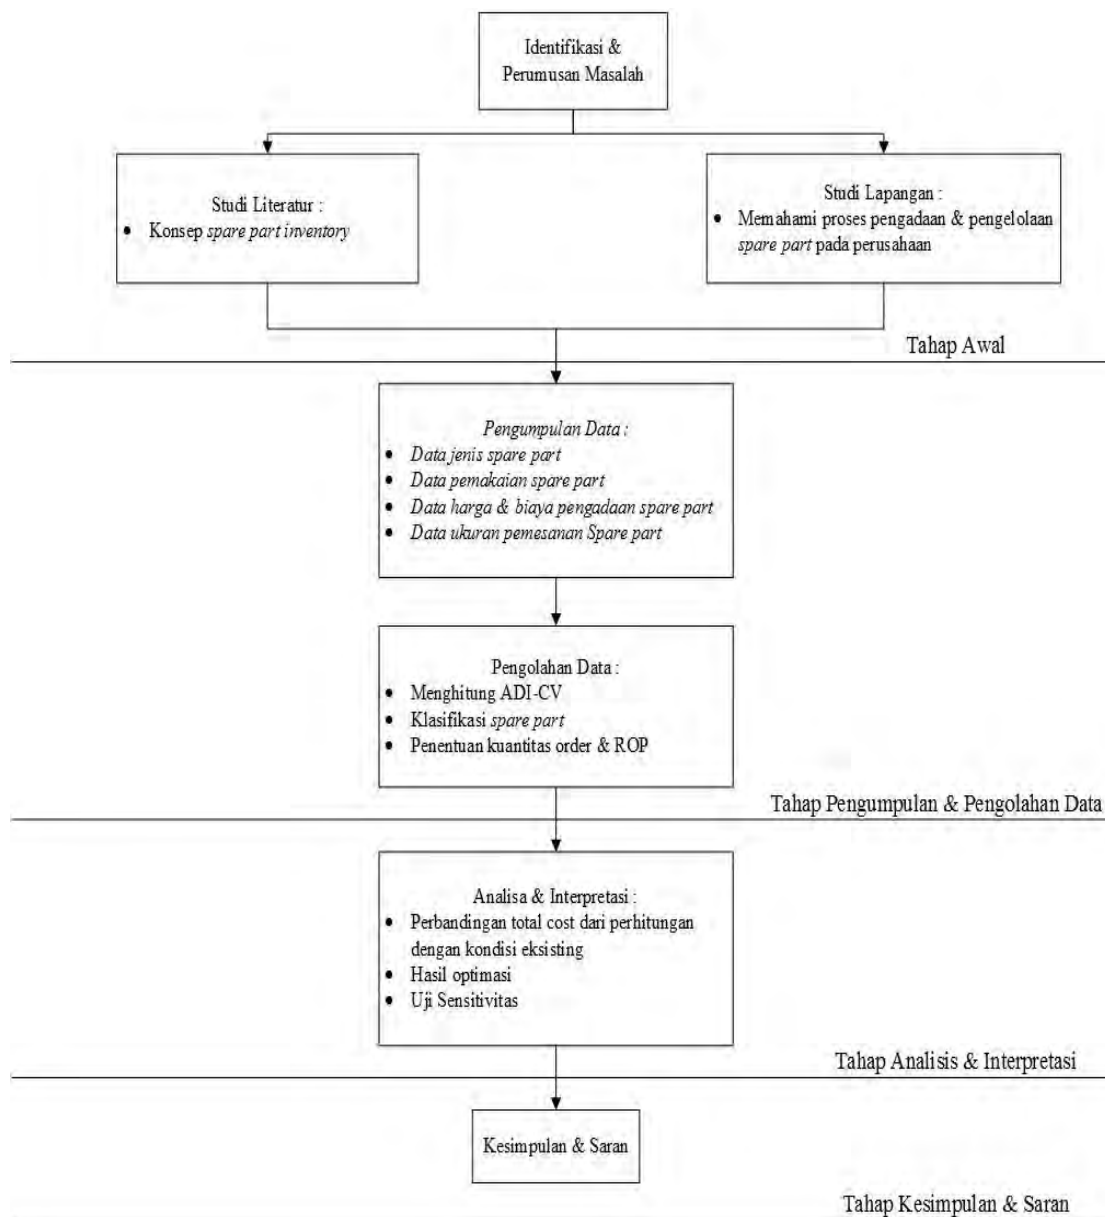 Identifikasi &
Perumusan Masalah
Studi Literatur :
• Konsep spare part inventory
Studi Lapangan :
• Memahami proses pengadaan & pengelolaan
spare part pada perusahaan
Tahap Awal
Pengumpulan Data :
• Data jenis spare part
• Data pemakaian spare part
• Data harga & biaya pengadaan spare part
• Data ukuran pemesanan Spare part
Pengolahan Data :
• Menghitung ADI-CV
• Klasifikasi spare part
• Penentuan kuantitas order & ROP
Tahap Pengumpulan & Pengolahan Data
Analisa & Interpretasi :
• Perbandingan total cost dari perhitungan
dengan kondisi eksisting
• Hasil optimasi
• Uji Sensitivitas
Tahap Analisis & Interpretasi
Kesimpulan & Saran
Tahap Kesimpulan & Saran